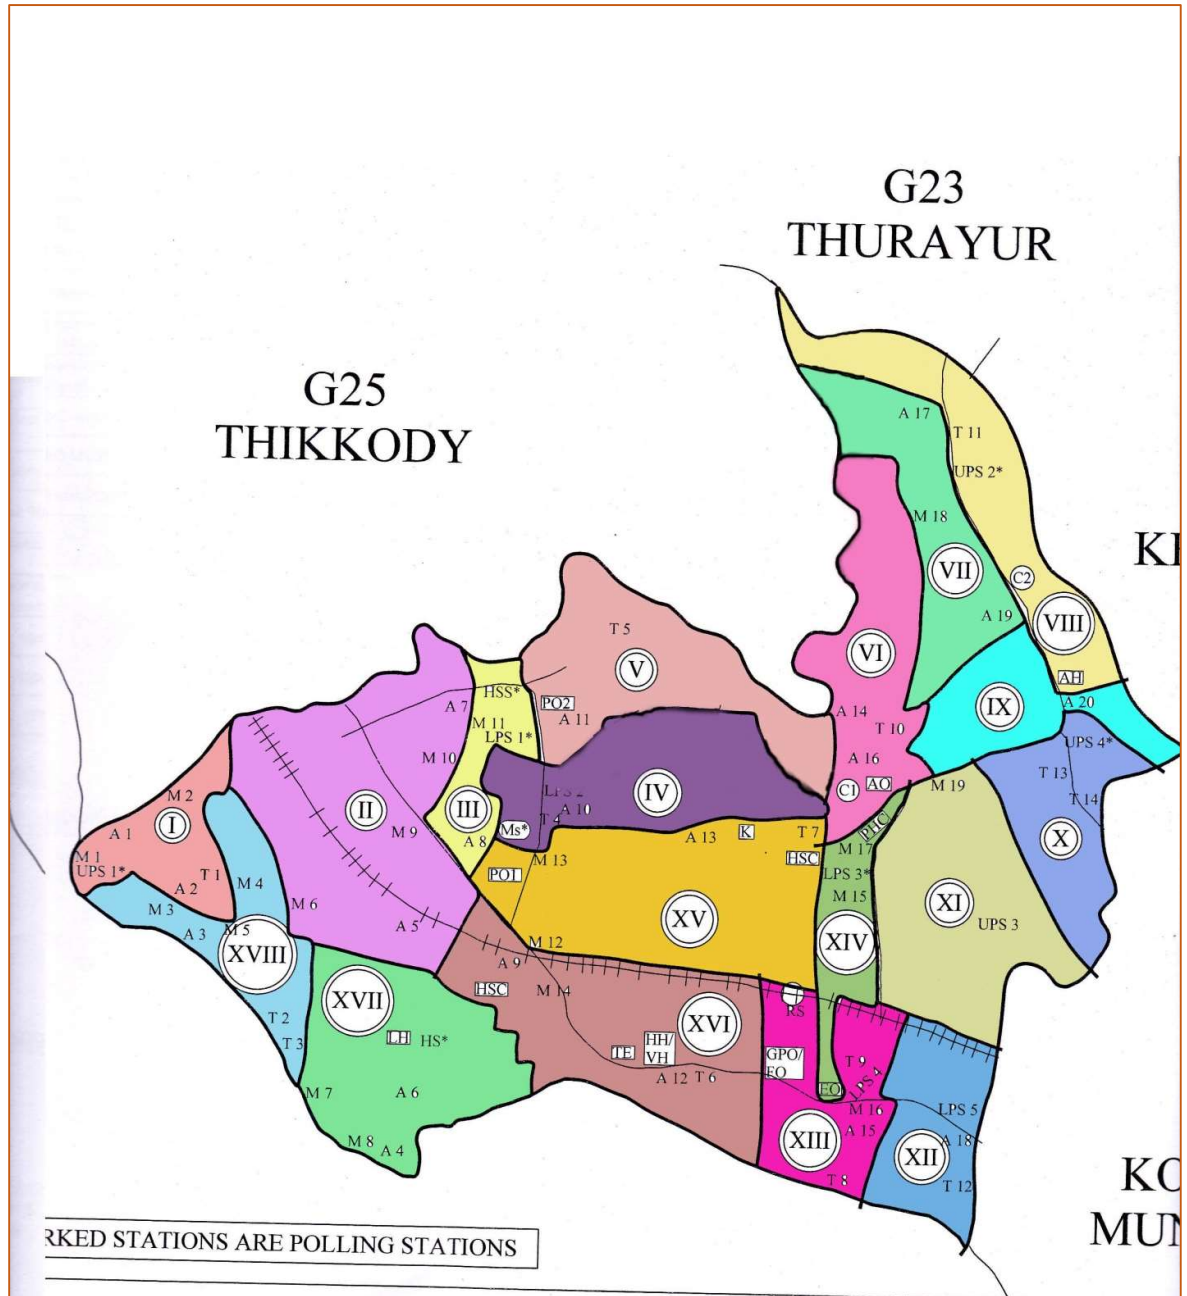 G23
THURAYUR
G25
THIKKODY
A 17
T 11
UPS 2*
M 18
VII
C2
A 19
VIII
T 5
V
VI
AH
HSS*
A 7
PO2
M 11
A 11
LPS 1*
A 14
T 10
IX
A 20
UPS 4*
M 10
A 16
T 13
M 2
LPS 2
IV
C1
AO
M 19
T 14
I
II
III
A 10
A 1
M 9
Ms*
T 4
A 13
K
T 7
PHC
A 8
X
M 1
M 13
HSC
M 17
UPS 1*
T 1
PO1
LPS 3*
A 2
M 4
M 15
XI
M 3
M 6
A 5
XV
UPS 3
A 3
M 5
M 12
XIV
XVIII
A 9
XVII
HSC
M 14
RS
T 2
XVI
LH
HS*
HH/
VH
T 3
TE
GPO/
T 9
A 12
T 6
LPS 4
M 7
A 6
M 16
LPS 5
M 8
A 4
XIII
A 15
A 18
XII
T 8
T 12
KO
MUN
RKED STATIONS ARE POLLING STATIONS